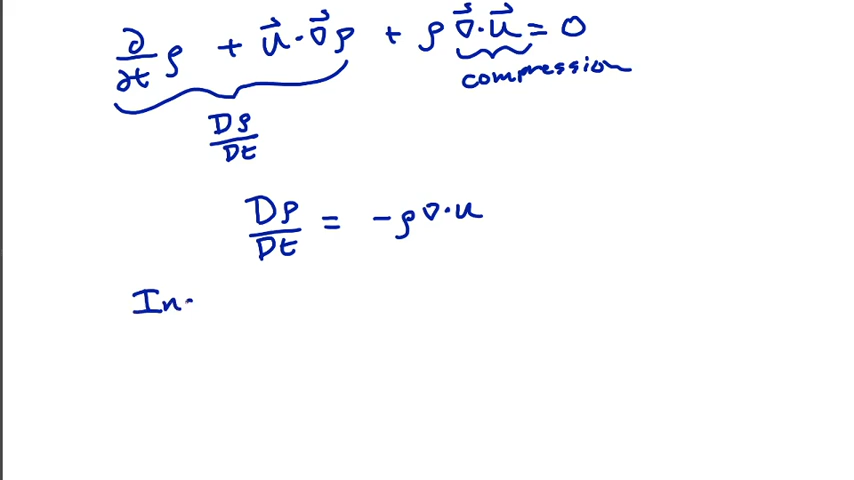 ∂/∂t ρ + u⃗ · ∇⃗ρ + ρ ∇⃗ · u⃗ = 0
compression
Dρ/Dt
Dρ/Dt = -ρ∇·u
In